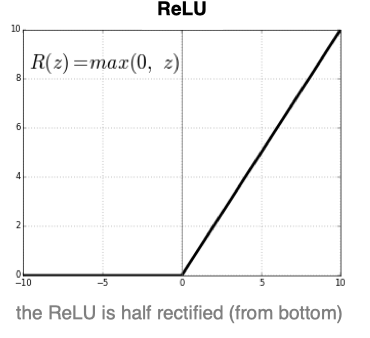 ReLU
10
R(z)=max(0, z)
8
6
4
2
0
−10 −5 0 5 10
the ReLU is half rectified (from bottom)